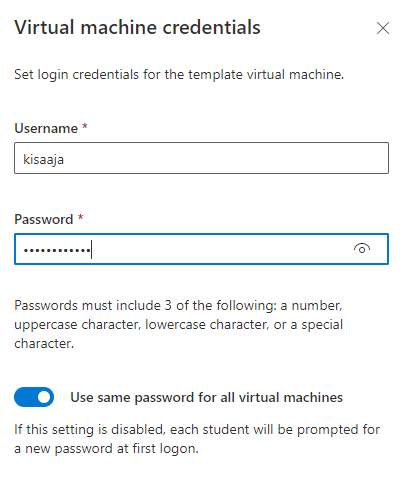 Virtual machine credentials
Set login credentials for the template virtual machine.
Username *
kisaaja
Password *
••••••••••••
Passwords must include 3 of the following: a number,
uppercase character, lowercase character, or a special
character.
Use same password for all virtual machines
If this setting is disabled, each student will be prompted for
a new password at first logon.